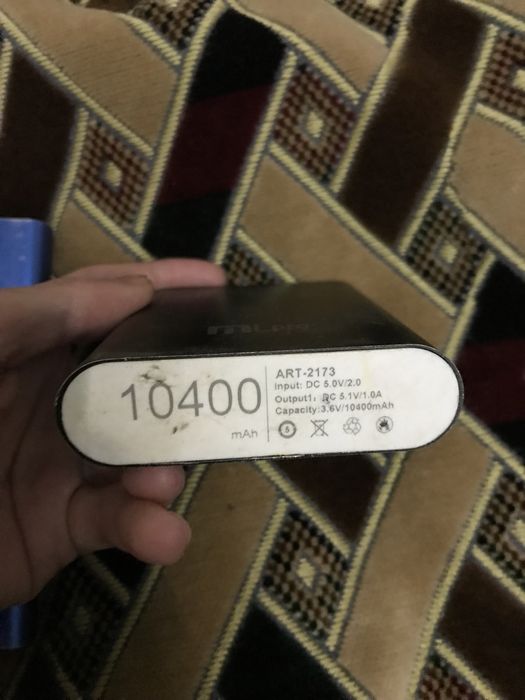 10400
mAh
ART-2173
Input: DC 5.0V/2.0
Output1: DC 5.1V/1.0A
Capacity:3.6V/10400mAh
5